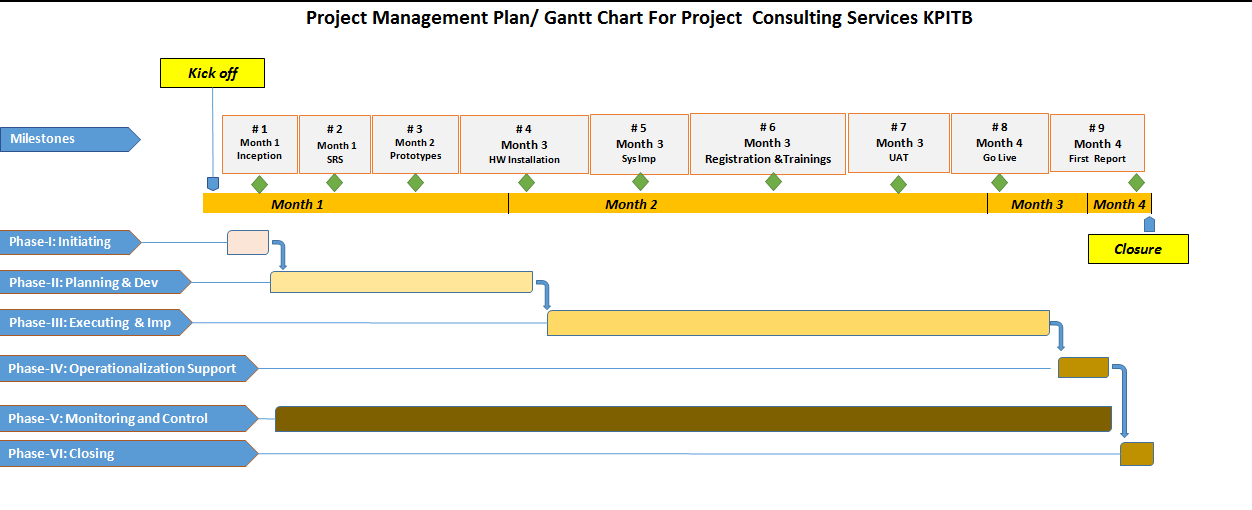 Project Management Plan/ Gantt Chart For Project Consulting Services KPITB
Kick off
Milestones
# 1
Month 1
Inception
# 2
Month 1
SRS
# 3
Month 2
Prototypes
# 4
Month 3
HW Installation
# 5
Month 3
Sys Imp
# 6
Month 3
Registration &Trainings
# 7
Month 3
UAT
# 8
Month 4
Go Live
# 9
Month 4
First Report
Month 1
Month 2
Month 3
Month 4
Closure
Phase-I: Initiating
Phase-II: Planning & Dev
Phase-III: Executing & Imp
Phase-IV: Operationalization Support
Phase-V: Monitoring and Control
Phase-VI: Closing